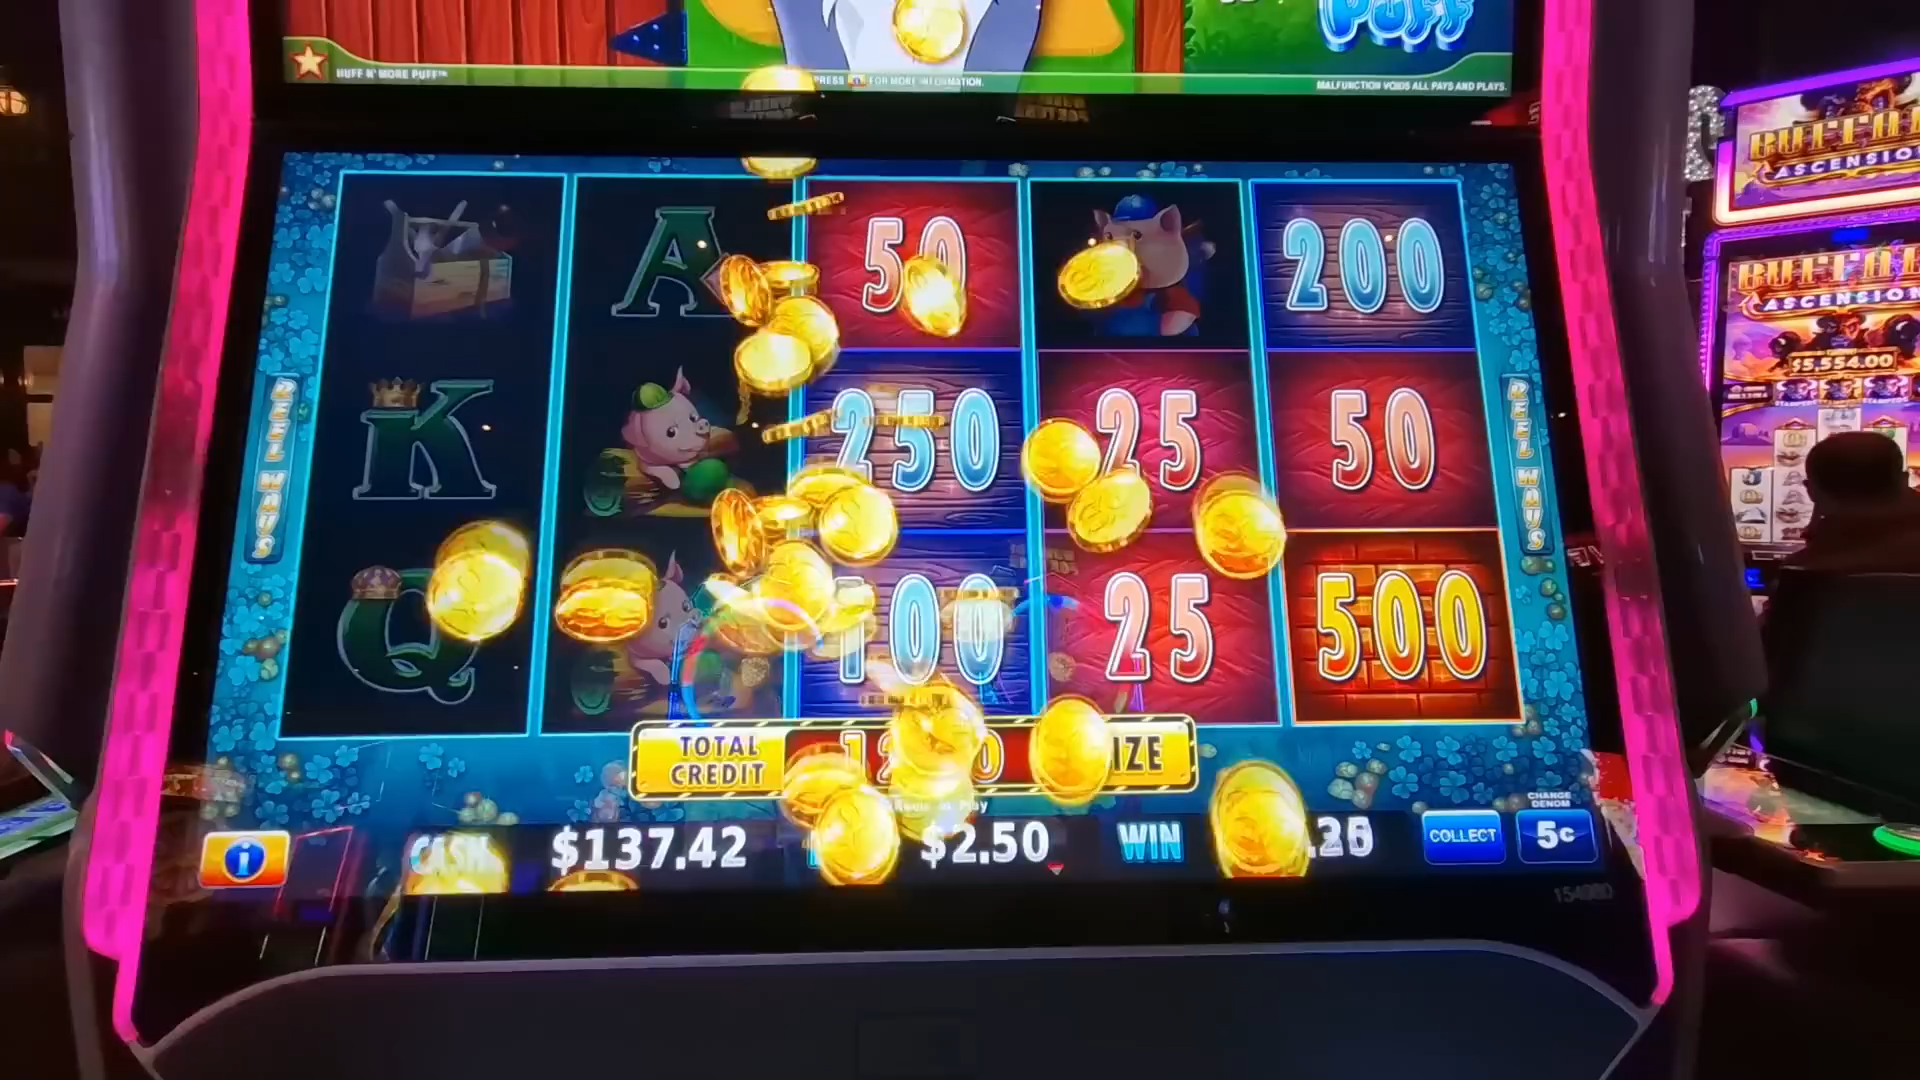 PUFF
HUFF N' MORE PUFF™
PRESS FOR MORE INFORMATION.
MALFUNCTION VOIDS ALL PAYS AND PLAYS.
BUFFALO
ASCENSION
BUFFALO
ASCENSION
$5,554.00
A
50
200
REEL WAYS
K
250
25
50
REEL WAYS
Q
100
25
500
TOTAL
CREDIT
CASH
$137.42
$2.50
WIN
COLLECT
CHANGE
DENOM
5¢